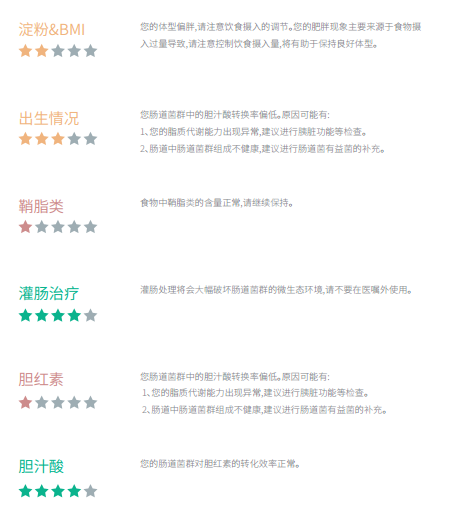 淀粉&BMI
您的体型偏胖,请注意饮食摄入的调节。您的肥胖现象主要来源于食物摄
入过量导致,请注意控制饮食摄入量,将有助于保持良好体型。
出生情况
您肠道菌群中的胆汁酸转换率偏低。原因可能有:
1、您的脂质代谢能力出现异常,建议进行胰脏功能等检查。
2、肠道中肠道菌群组成不健康,建议进行肠道菌有益菌的补充。
鞘脂类
食物中鞘脂类的含量正常,请继续保持。
灌肠治疗
灌肠处理将会大幅破坏肠道菌群的微生态环境,请不要在医嘱外使用。
胆红素
您肠道菌群中的胆汁酸转换率偏低。原因可能有:
1、您的脂质代谢能力出现异常,建议进行胰脏功能等检查。
2、肠道中肠道菌群组成不健康,建议进行肠道菌有益菌的补充。
胆汁酸
您的肠道菌群对胆红素的转化效率正常。